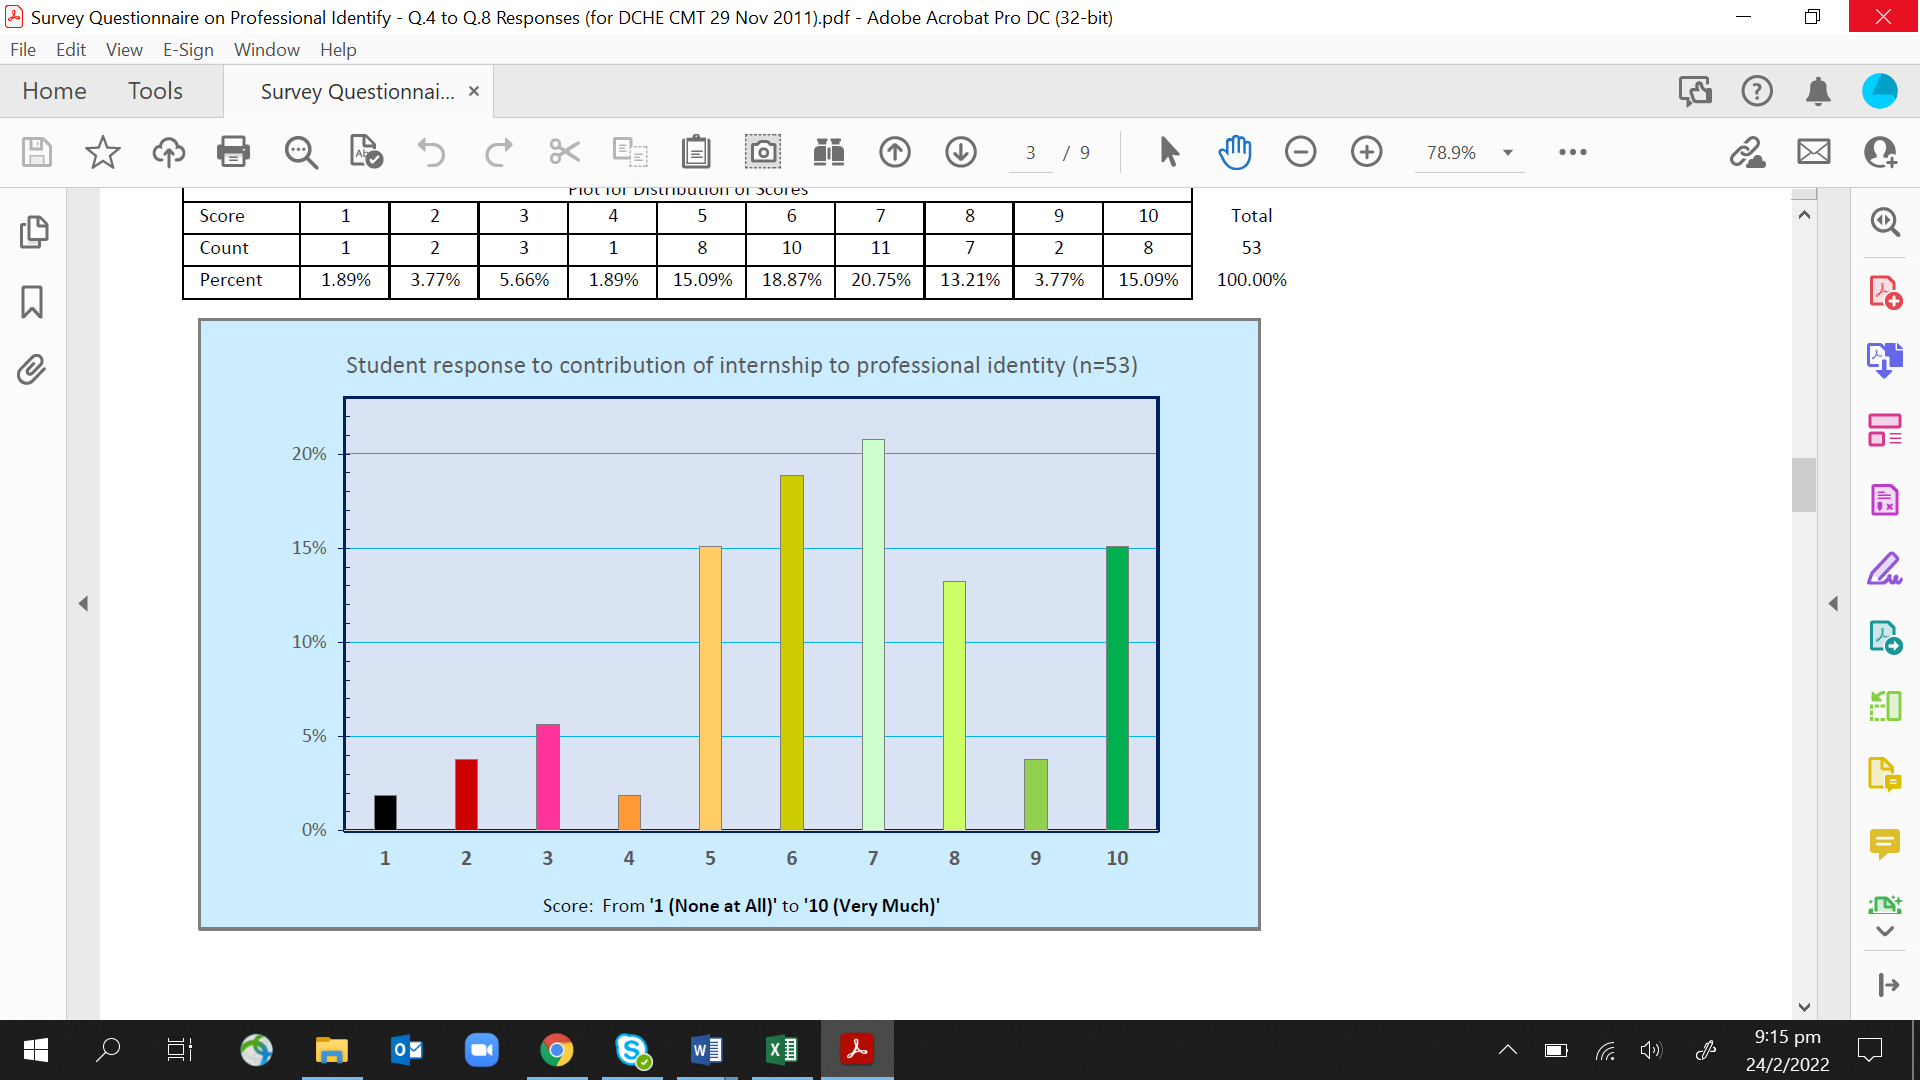 Survey Questionnaire on Professional Identify - Q.4 to Q.8 Responses (for DCHE CMT 29 Nov 2011).pdf - Adobe Acrobat Pro DC (32-bit)
File Edit View E-Sign Window Help
Home Tools Survey Questionnai... ×
3 / 9 78.9%
Plot for Distribution of Scores
Score 1 2 3 4 5 6 7 8 9 10 Total
Count 1 2 3 1 8 10 11 7 2 8 53
Percent 1.89% 3.77% 5.66% 1.89% 15.09% 18.87% 20.75% 13.21% 3.77% 15.09% 100.00%
Student response to contribution of internship to professional identity (n=53)
20%
15%
10%
5%
0%
1 2 3 4 5 6 7 8 9 10
Score: From '1 (None at All)' to '10 (Very Much)'
9:15 pm
24/2/2022